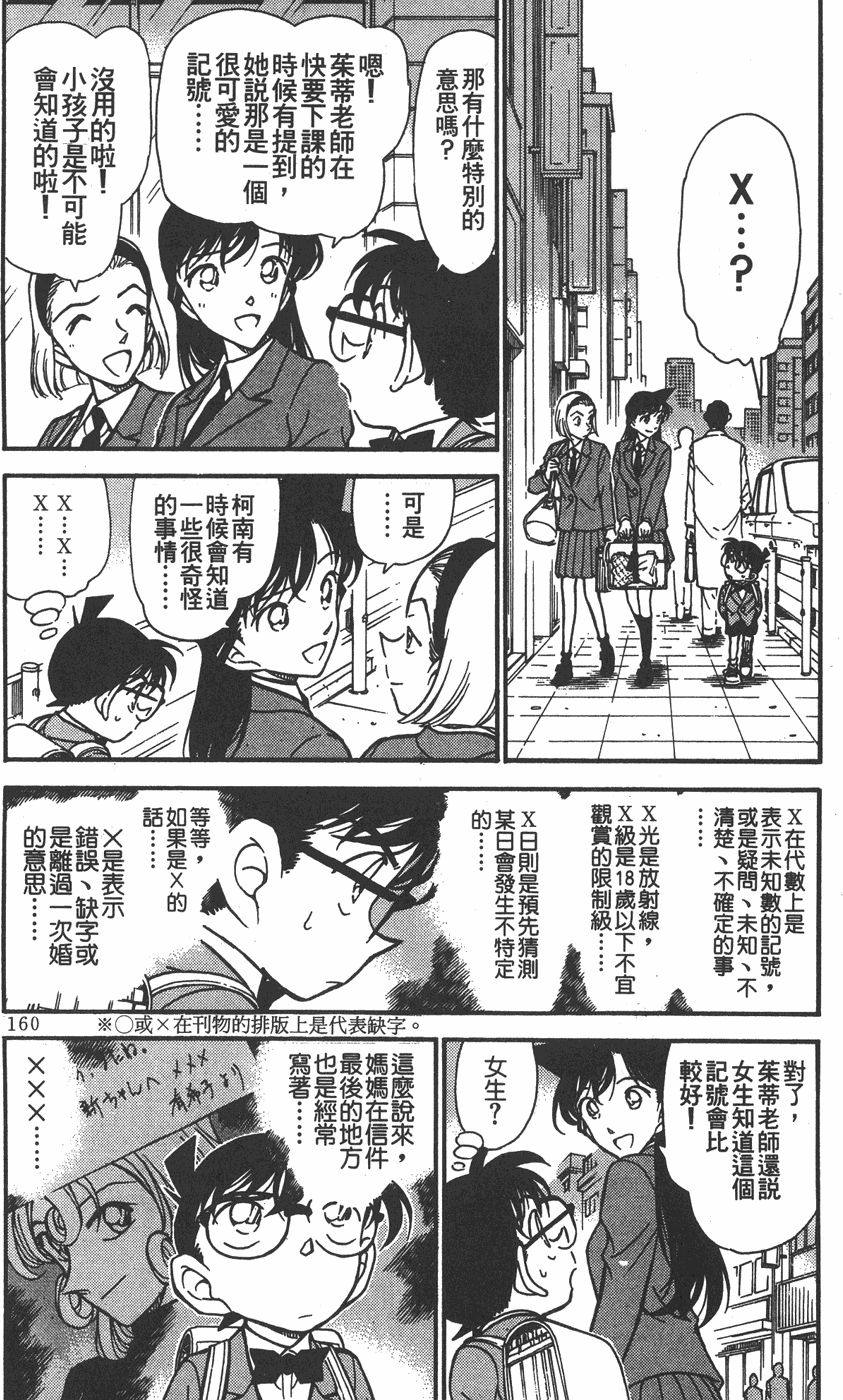 X…?
那有什麼特別的
意思嗎?
嗯!
茱蒂老師在
快要下課的
時候有提到,
她說那是一個
很可愛的
記號……
沒用的啦!
小孩子是不可能
會知道的啦!
可是
……
柯南有
時候會知道
一些很奇怪
的事情……
X…X…
X……
X在代數上是
表示未知數的記號,
或是疑問、未知、不
清楚、不確定的事
……
X光是放射線,
X級是18歲以下不宜
觀賞的限制級……
X日則是預先猜測
某日會發生不特定
的……
等等,
如果是×的
話……
×是表示
錯誤、缺字或
是離過一次婚
的意思……
160
※○或×在刊物的排版上是代表缺字。
對了,
茱蒂老師還說
女生知道這個
記號會比
較好!
女生?
這麼說來,
媽媽在信件
最後的地方
也是經常
寫著…
新ちゃんへ ×××
有希子より
×××……